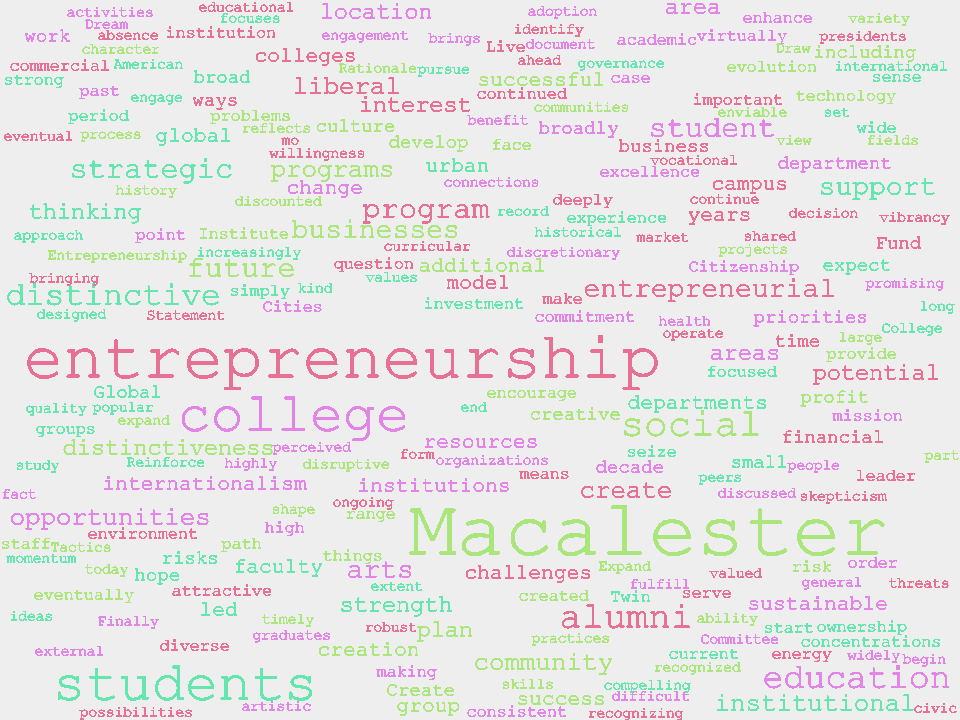 activities educational location area
Dream focuses adoption enhance variety
work absence institution engagement brings identify academic virtually presidents
character colleges Live document Draw including
commercial American Rationale pursue ahead governance evolution international
strong broad liberal successful case sense
past engage ways interest continued important technology
period problems communities enviable set
eventual process global reflects culture benefit broadly student wide
mo develop face business view fields
willingness urban vocational department
strategic programs connections excellence campus support
history change discounted deeply continue
thinking program record experience years decision vibrancy
approach point Institute businesses historical market shared Fund
Entrepreneurship increasingly curricular discretionary projects
future question additional Citizenship expect promising
bringing values model
distinctive simply kind investment make entrepreneurial long
designed Statement Cities commitment health priorities College
operate time large
entrepreneurship areas provide
focused potential
Global encourage departments profit
quality popular college end creative social mission
groups expand
distinctiveness perceived resources seize financial part
study Reinforce highly disruptive form organizations decade small people
internationalism institutions means peers leader
fact ongoing create discussed skepticism
opportunities shape range
environment high Macalester
staff Tactics path
momentum risks things
today hope faculty arts challenges Expand valued risk order
attractive extent fulfill general threats
eventually led strength created Twin serve sustainable
ideas Finally timely robust plan alumni ability start ownership
graduates practices Committee concentrations
external diverse creation community current energy widely begin
making recognized
students Create skills compelling education
group success difficult institutional
possibilities artistic consistent recognizing civic